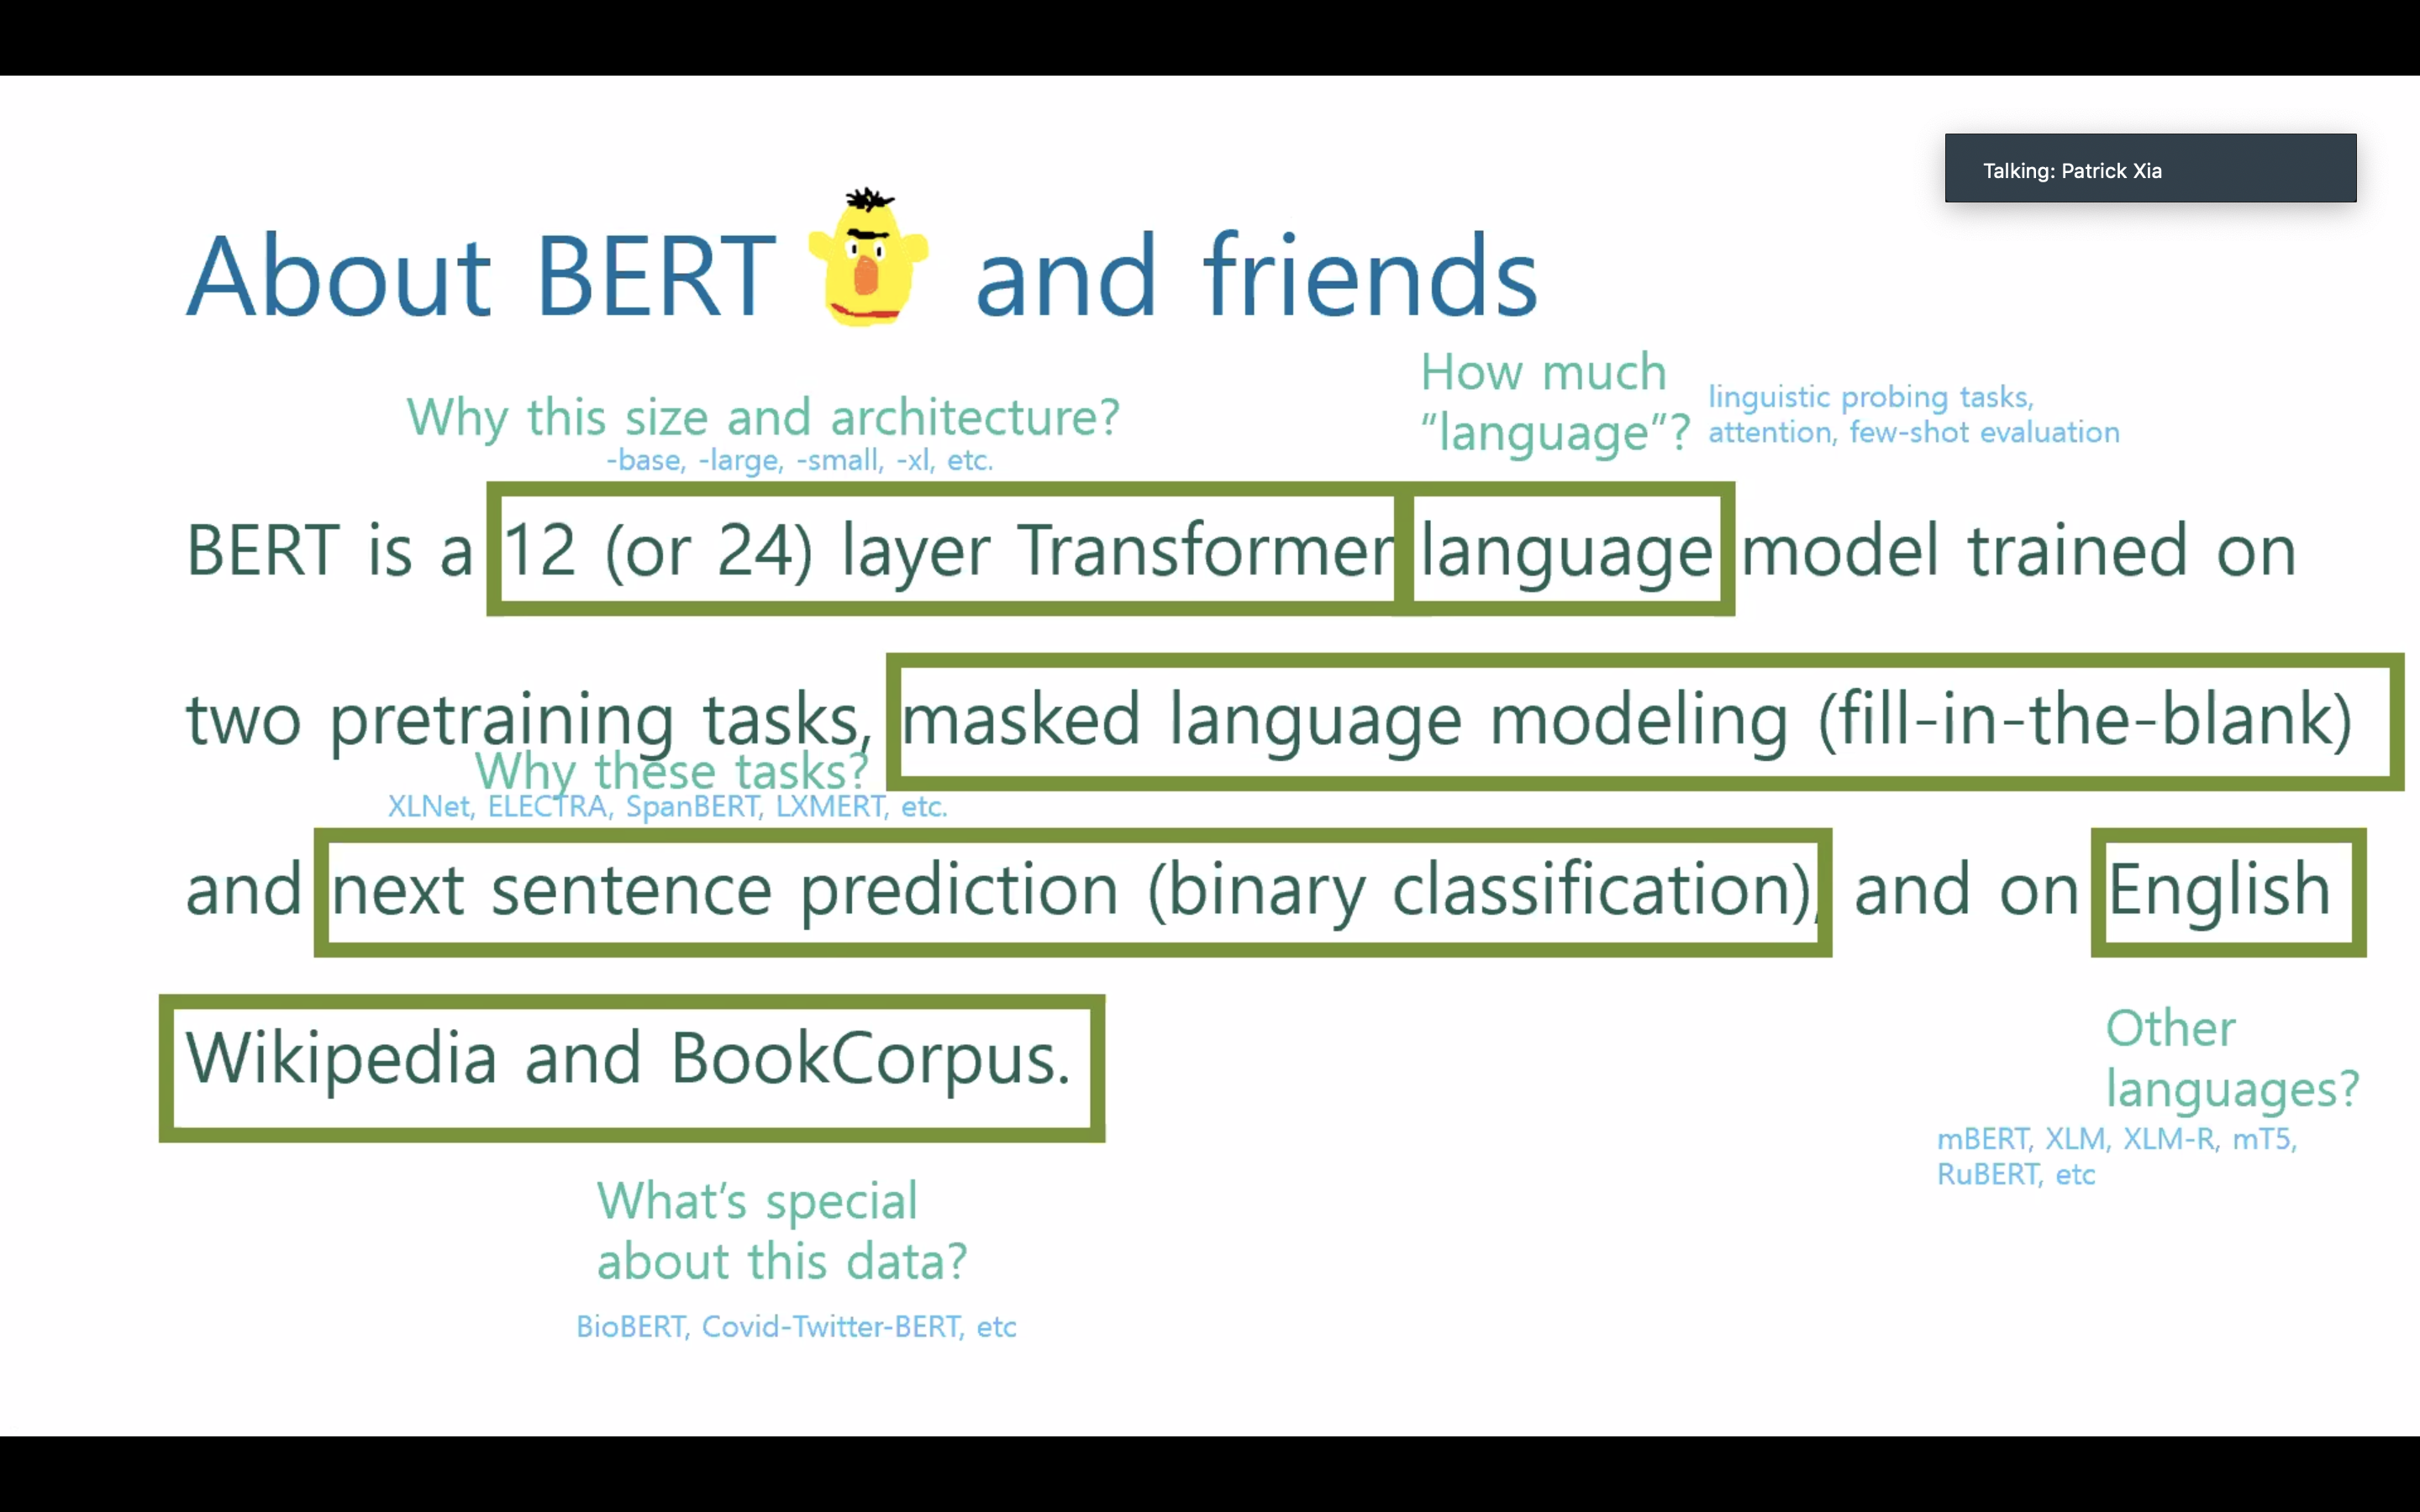 Talking: Patrick Xia
About BERT and friends
Why this size and architecture?
-base, -large, -small, -xl, etc.
How much
“language”?
linguistic probing tasks,
attention, few-shot evaluation
BERT is a 12 (or 24) layer Transformer language model trained on
two pretraining tasks, masked language modeling (fill-in-the-blank)
Why these tasks?
XLNet, ELECTRA, SpanBERT, LXMERT, etc.
and next sentence prediction (binary classification), and on English
Wikipedia and BookCorpus.
Other
languages?
mBERT, XLM, XLM-R, mT5,
RuBERT, etc
What’s special
about this data?
BioBERT, Covid-Twitter-BERT, etc